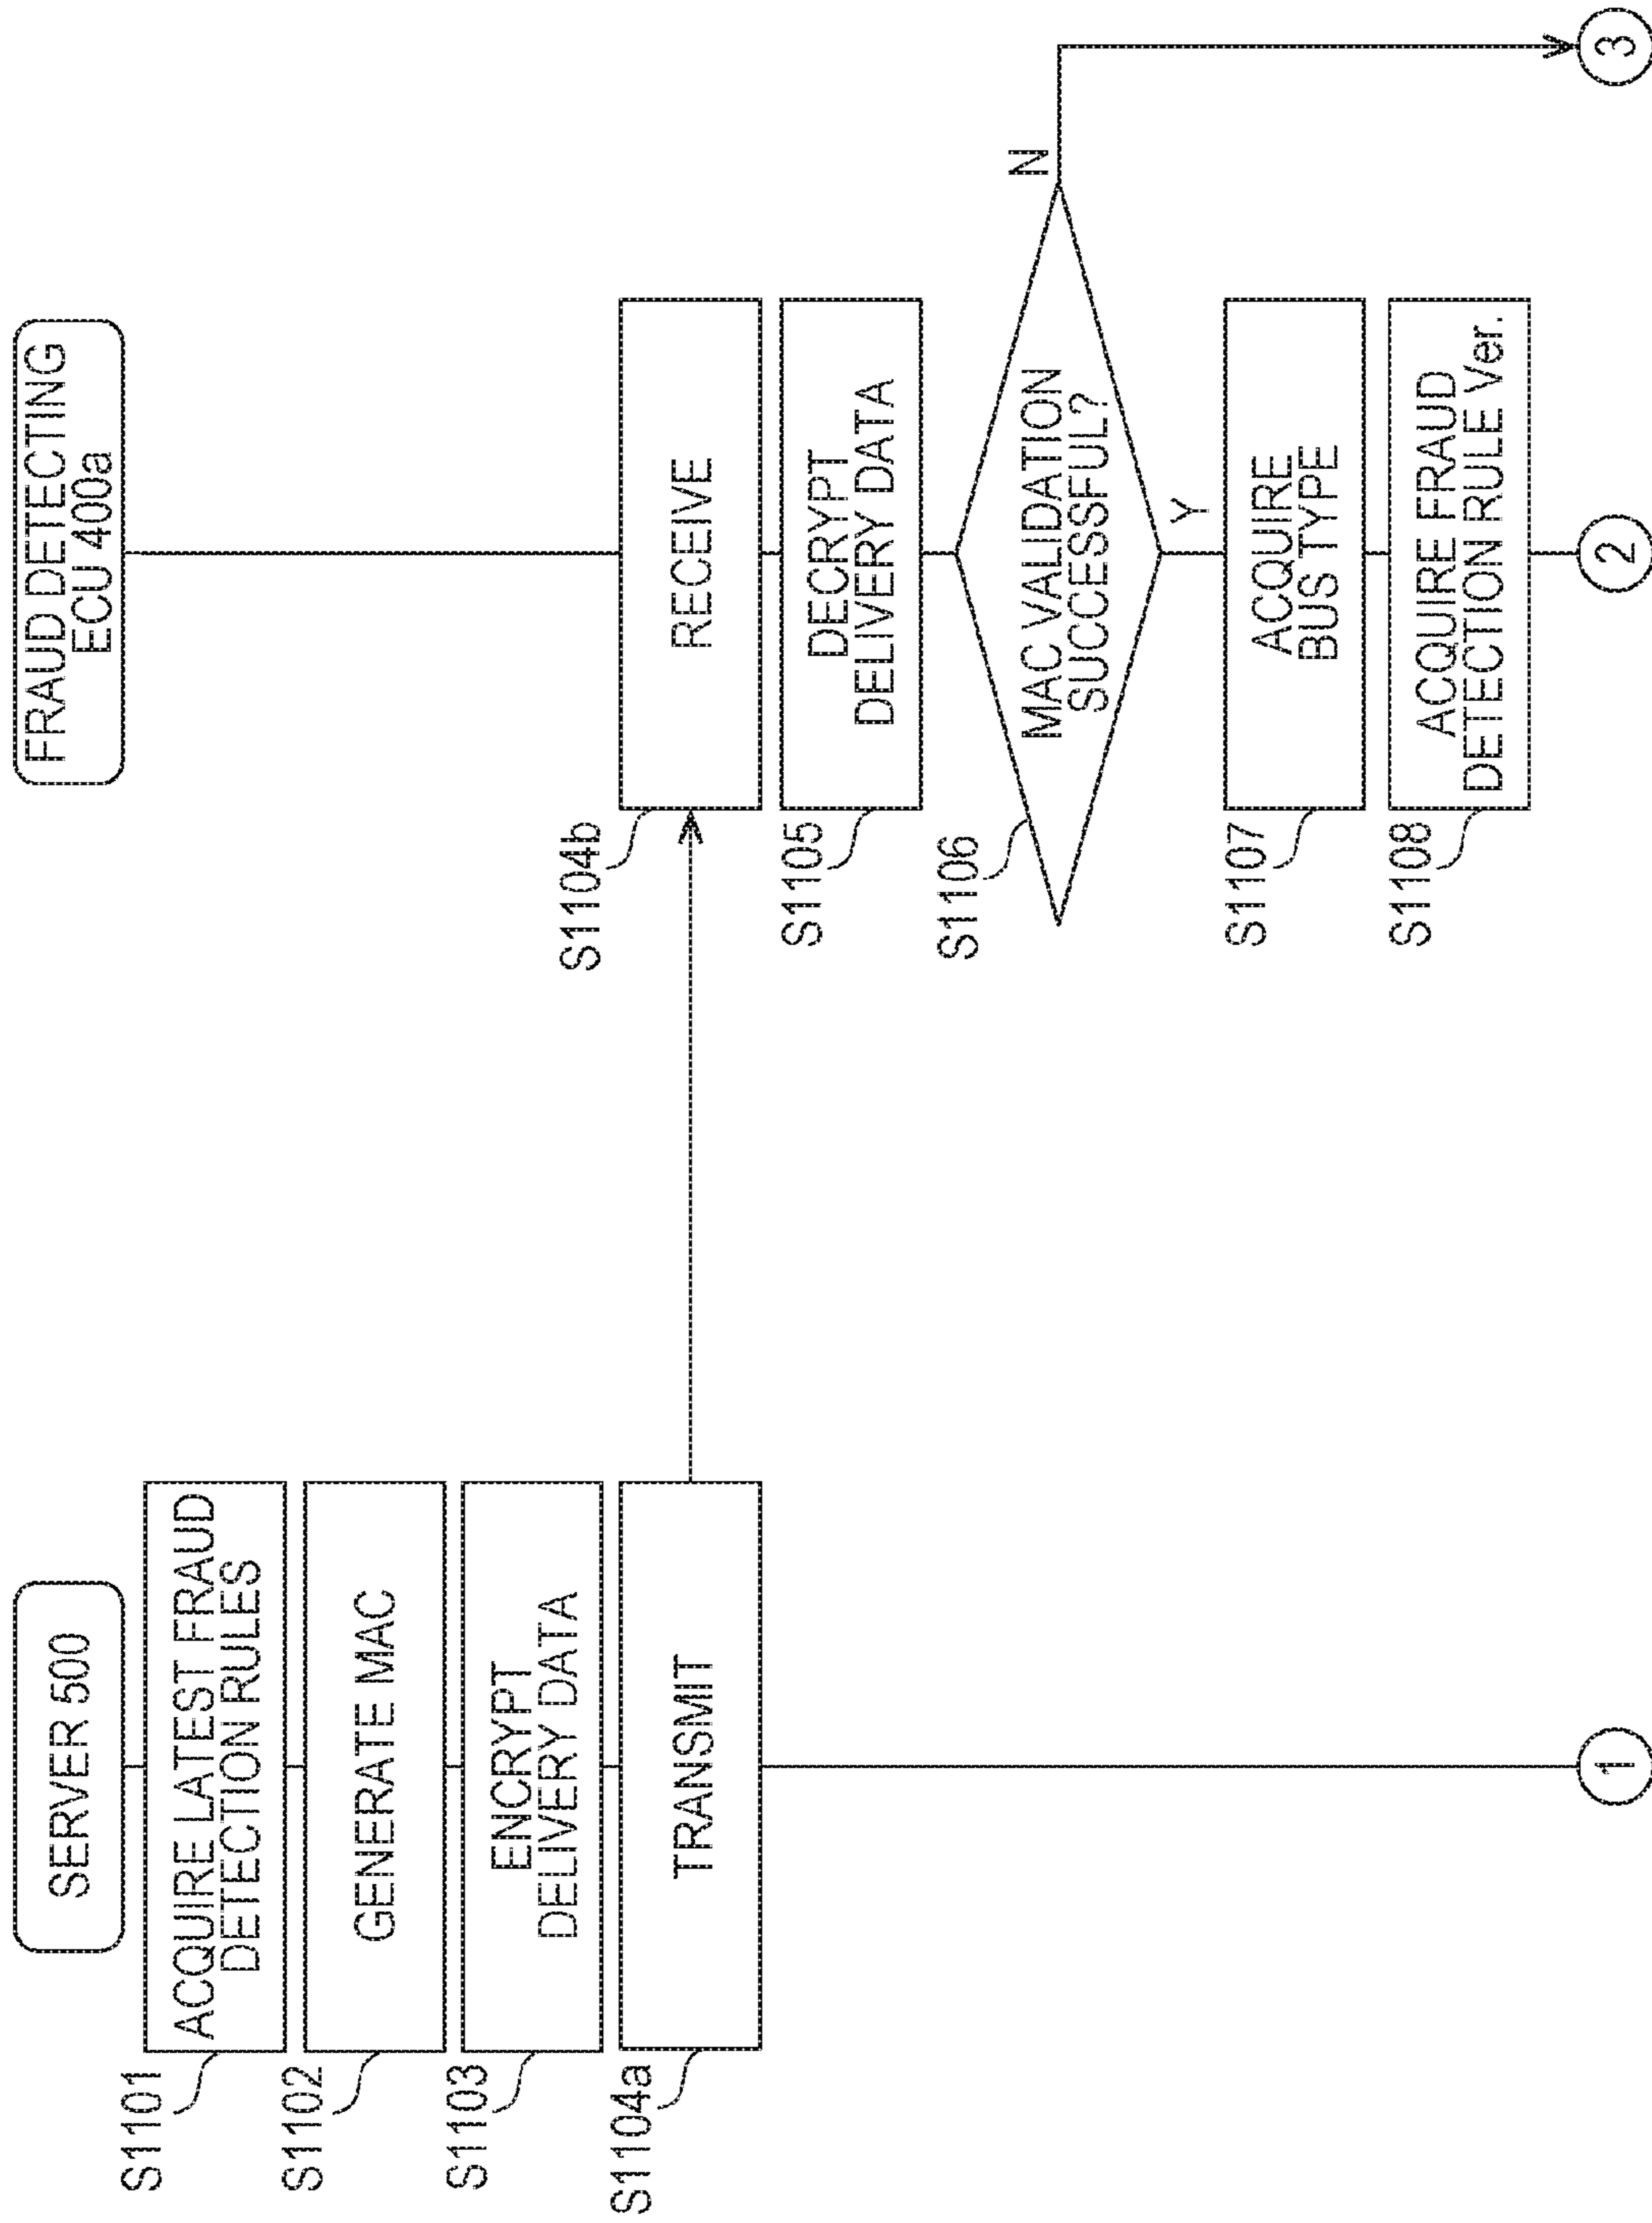 SERVER 500
S1101
ACQUIRE LATEST FRAUD
DETECTION RULES
S1102
GENERATE MAC
S1103
ENCRYPT
DELIVERY DATA
S1104a
TRANSMIT
1
FRAUD DETECTING
ECU 400a
S1104b
RECEIVE
S1105
DECRYPT
DELIVERY DATA
S1106
MAC VALIDATION
SUCCESSFUL?
N
Y
S1107
ACQUIRE
BUS TYPE
S1108
ACQUIRE FRAUD
DETECTION RULE Ver.
2
3